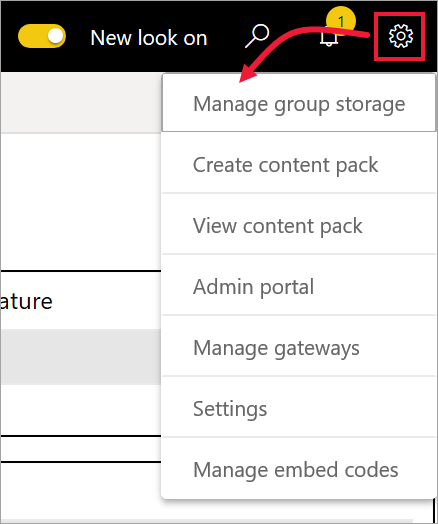 New look on
1
Manage group storage
Create content pack
View content pack
Admin portal
ature
Manage gateways
Settings
Manage embed codes